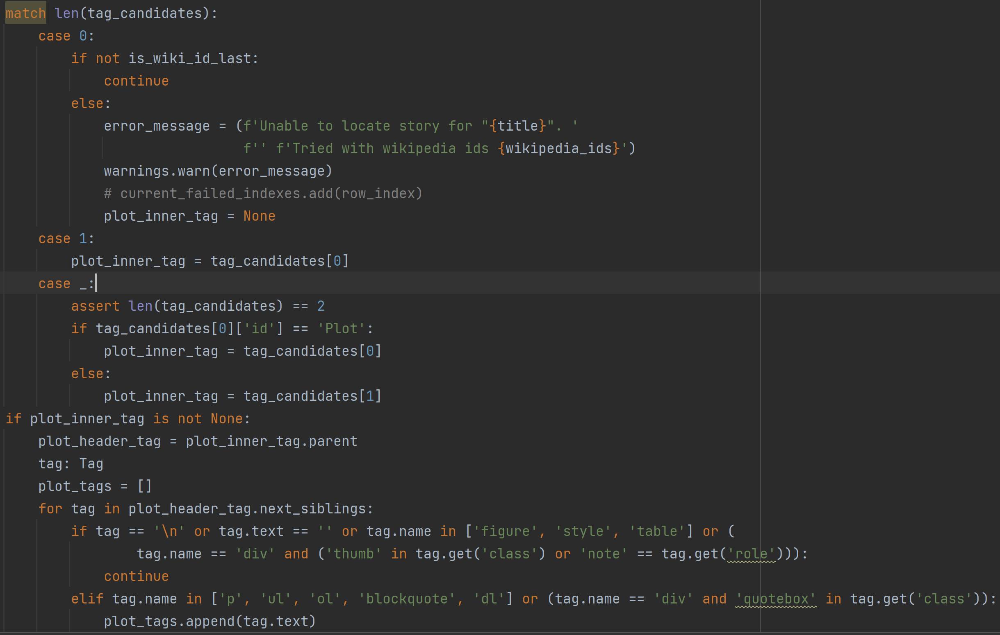 match len(tag_candidates):
    case 0:
        if not is_wiki_id_last:
            continue
        else:
            error_message = (f'Unable to locate story for "{title}". '
                             f'' f'Tried with wikipedia ids {wikipedia_ids}')
            warnings.warn(error_message)
            # current_failed_indexes.add(row_index)
            plot_inner_tag = None
    case 1:
        plot_inner_tag = tag_candidates[0]
    case _:
        assert len(tag_candidates) == 2
        if tag_candidates[0]['id'] == 'Plot':
            plot_inner_tag = tag_candidates[0]
        else:
            plot_inner_tag = tag_candidates[1]
if plot_inner_tag is not None:
    plot_header_tag = plot_inner_tag.parent
    tag: Tag
    plot_tags = []
    for tag in plot_header_tag.next_siblings:
        if tag == '\n' or tag.text == '' or tag.name in ['figure', 'style', 'table'] or (
                tag.name == 'div' and ('thumb' in tag.get('class') or 'note' == tag.get('role'))):
            continue
        elif tag.name in ['p', 'ul', 'ol', 'blockquote', 'dl'] or (tag.name == 'div' and 'quotebox' in tag.get('class')):
            plot_tags.append(tag.text)